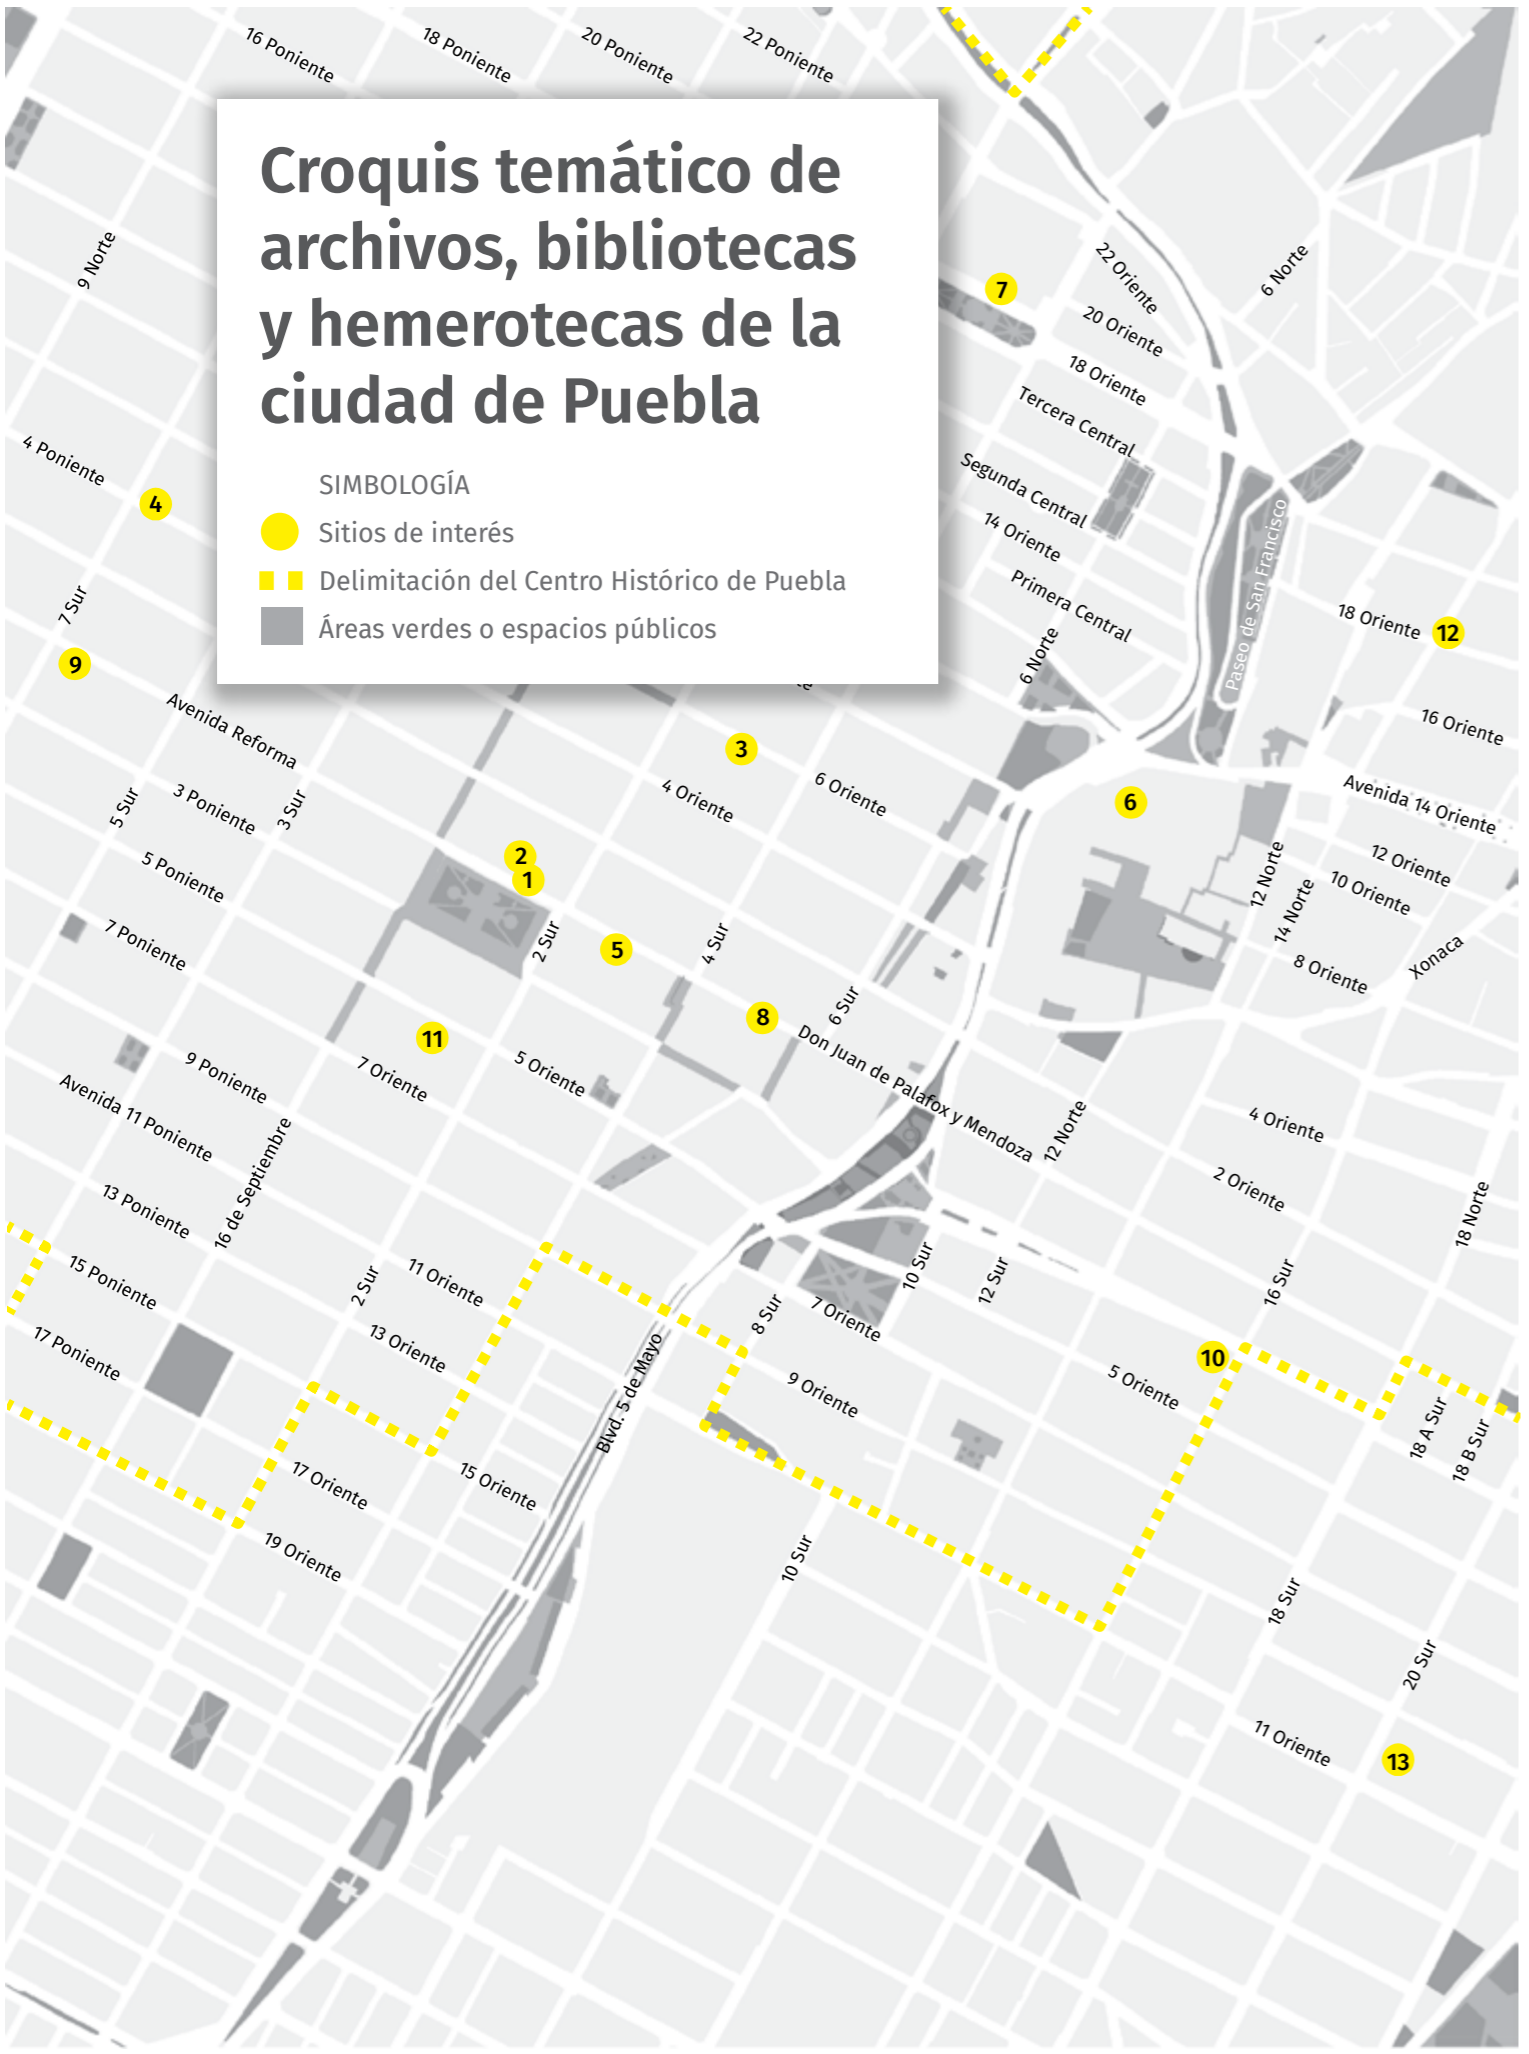 16 Poniente
18 Poniente
20 Poniente
22 Poniente
Croquis temático de
archivos, bibliotecas
y hemerotecas de la
ciudad de Puebla
SIMBOLOGÍA
Sitios de interés
Delimitación del Centro Histórico de Puebla
Áreas verdes o espacios públicos
9 Norte
22 Oriente
6 Norte
7
20 Oriente
18 Oriente
Tercera Central
4 Poniente
4
Segunda Central
14 Oriente
Paseo de San Francisco
Primera Central
7 Sur
18 Oriente
12
9
6 Norte
Avenida Reforma
3
16 Oriente
4 Oriente
6 Oriente
6
Avenida 14 Oriente
5 Sur
3 Poniente
3 Sur
2
1
12 Oriente
5 Poniente
12 Norte
10 Oriente
14 Norte
7 Poniente
2 Sur
5
4 Sur
8 Oriente
Xonaca
8
6 Sur
11
Don Juan de Palafox y Mendoza
9 Poniente
7 Oriente
5 Oriente
Avenida 11 Poniente
12 Norte
4 Oriente
16 de Septiembre
13 Poniente
2 Oriente
18 Norte
15 Poniente
11 Oriente
2 Sur
10 Sur
12 Sur
16 Sur
8 Sur
7 Oriente
17 Poniente
13 Oriente
Blvd. 5 de Mayo
10
9 Oriente
5 Oriente
18 A Sur
18 B Sur
17 Oriente
15 Oriente
19 Oriente
10 Sur
18 Sur
20 Sur
11 Oriente
13